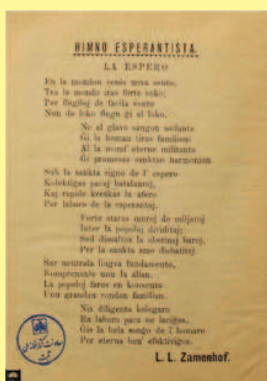 HIMNO ESPERANTISTA.
LA ESPERO
En la mondon venis nova sento,
Tra la mondo iras forta voko;
Per flugiloj de facila vento
Nun de loko flugu ĝi al loko.
Ne al glavo sangon soifanta
Ĝi la homan tiras familion:
Al la mond' eterne militanta
Ĝi promesas sanktan harmonion.
Sub la sankta signo de l' espero
Kolektiĝas pacaj batalantoj,
Kaj rapide kreskas la afero
Per laboro de la esperantoj.
Forte staras muroj de miljaroj
Inter la popoloj dividitaj;
Sed dissaltos la obstinaj baroj,
Per la sankta amo disbatitaj.
Sur neŭtrala lingva fundamento,
Komprenante unu la alian,
La popoloj faros en konsento
Unu grandan rondon familian.
Nia diligenta kolegaro
En laboro paca ne laciĝos,
Ĝis la bela sonĝo de l' homaro
Por eterna ben' efektiviĝos.
L. L. Zamenhof.